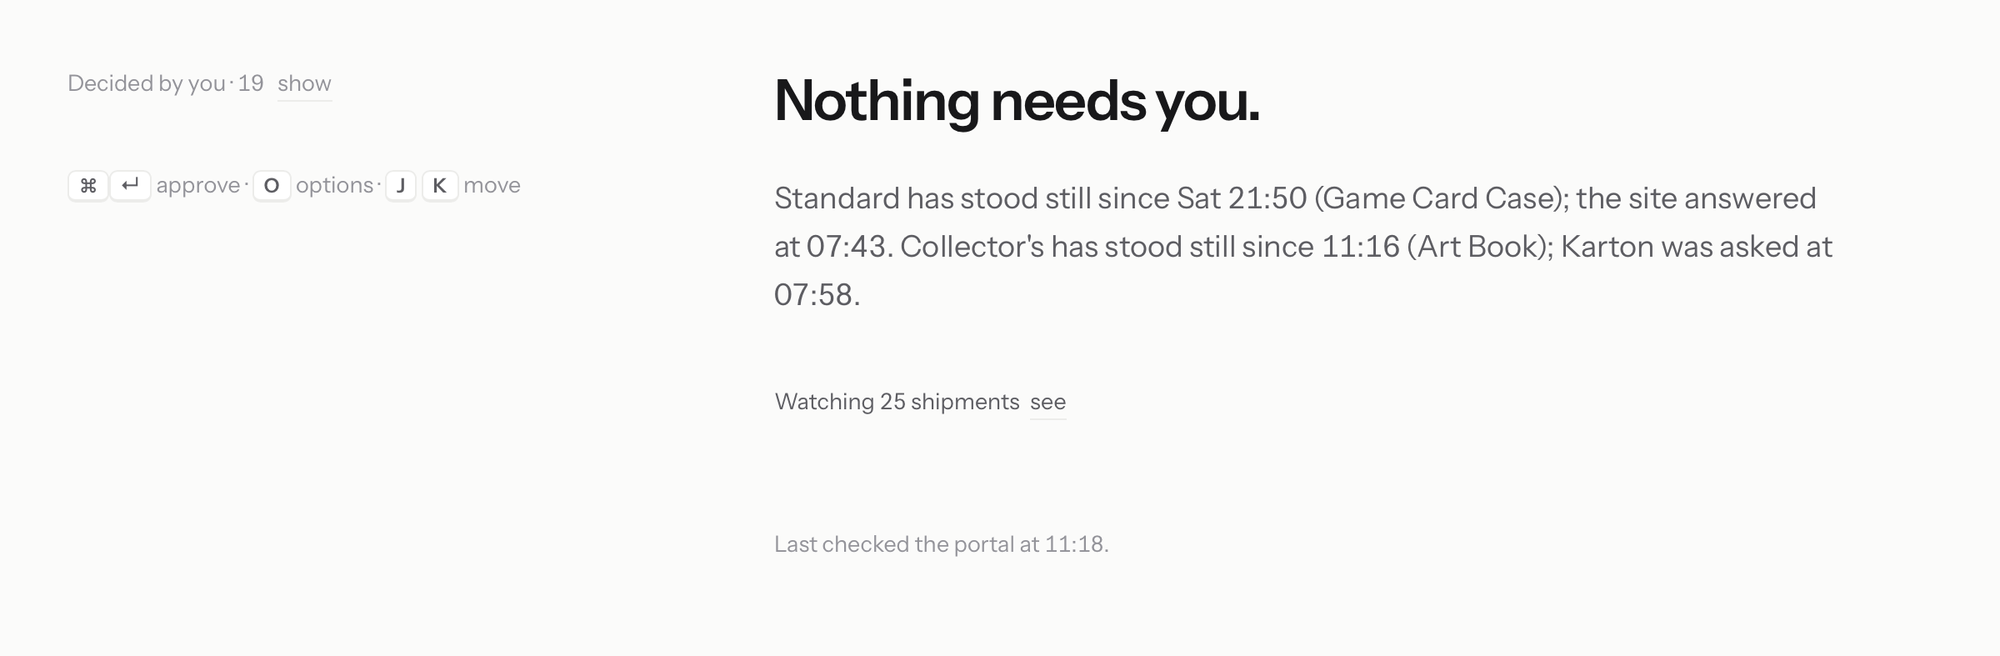 Decided by you · 19 show
⌘ ↵ approve · O options · J K move
Nothing needs you.
Standard has stood still since Sat 21:50 (Game Card Case); the site answered
at 07:43. Collector's has stood still since 11:16 (Art Book); Karton was asked at
07:58.
Watching 25 shipments see
Last checked the portal at 11:18.